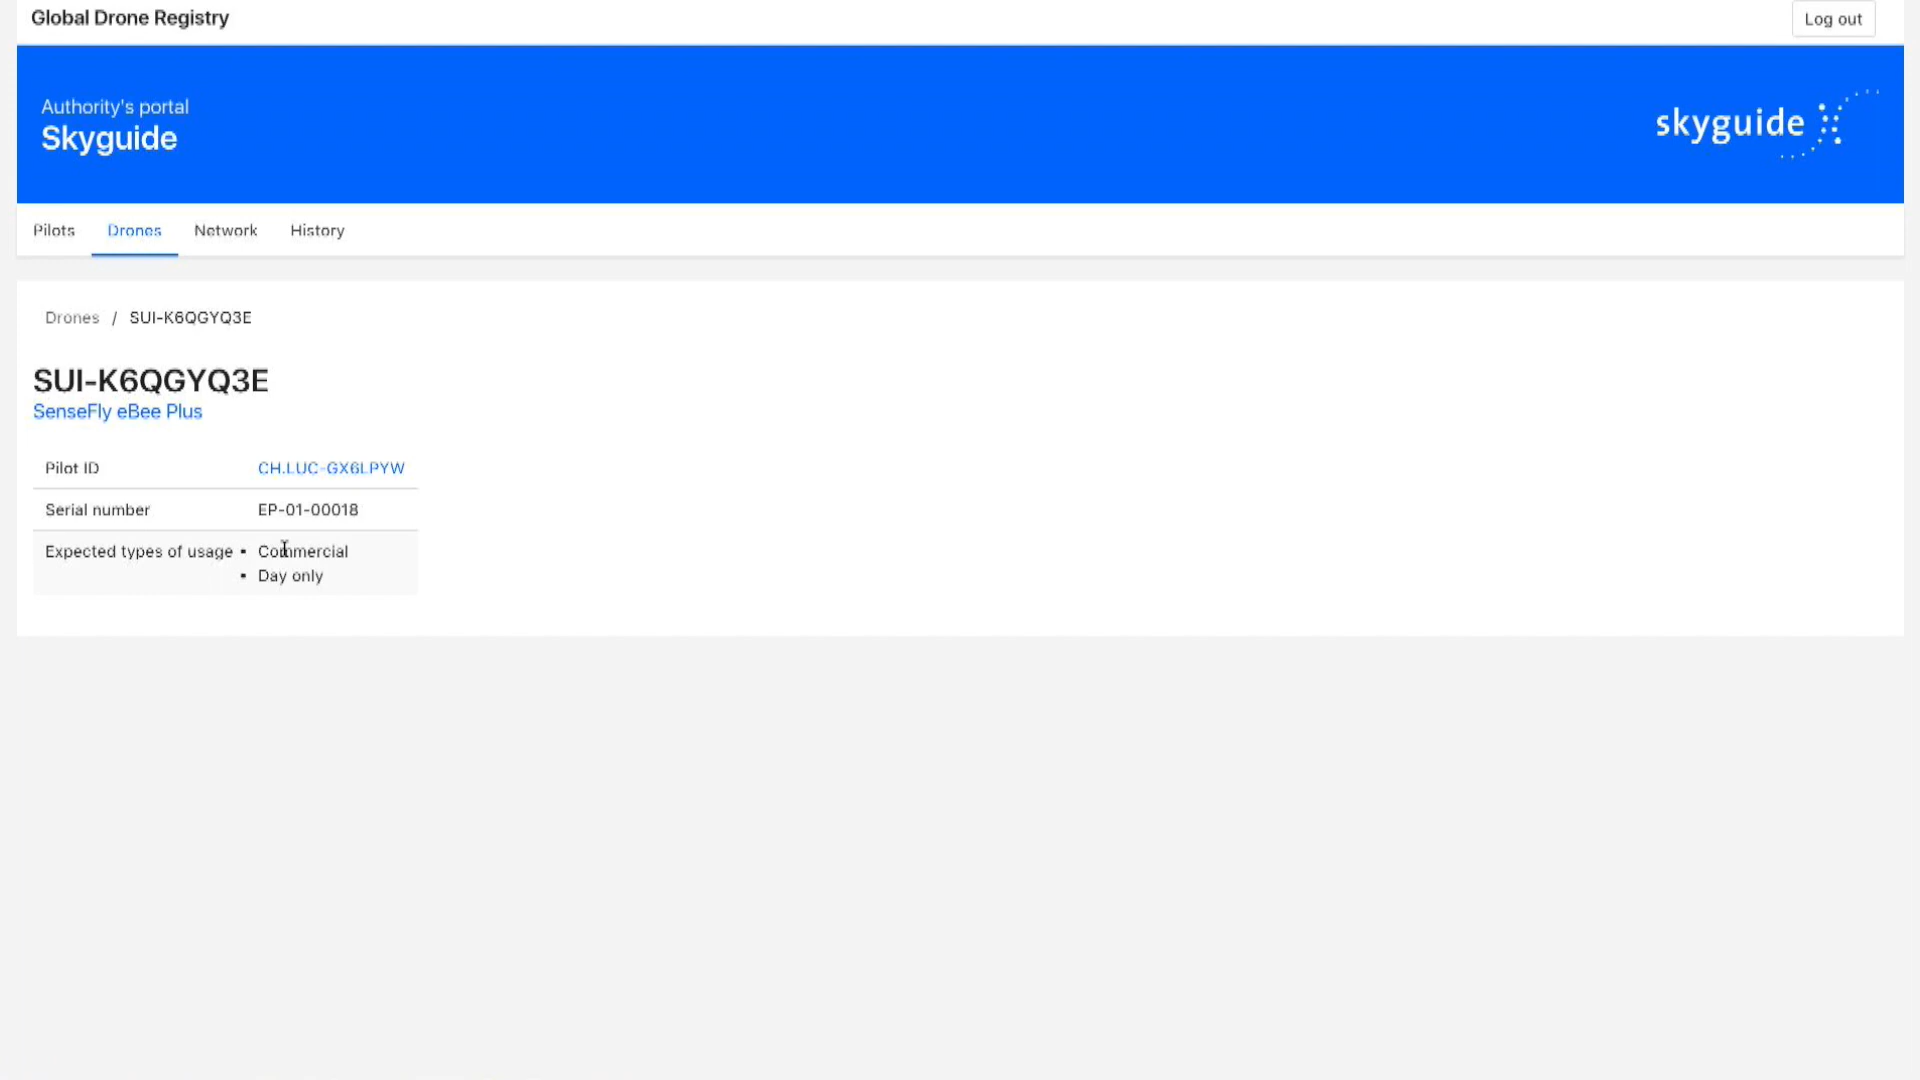 Global Drone Registry
Log out
Authority's portal
Skyguide
skyguide
Pilots Drones Network History
Drones / SUI-K6QGYQ3E
SUI-K6QGYQ3E
SenseFly eBee Plus
Pilot ID CH.LUC-GX6LPYW
Serial number EP-01-00018
Expected types of usage • Commercial
• Day only